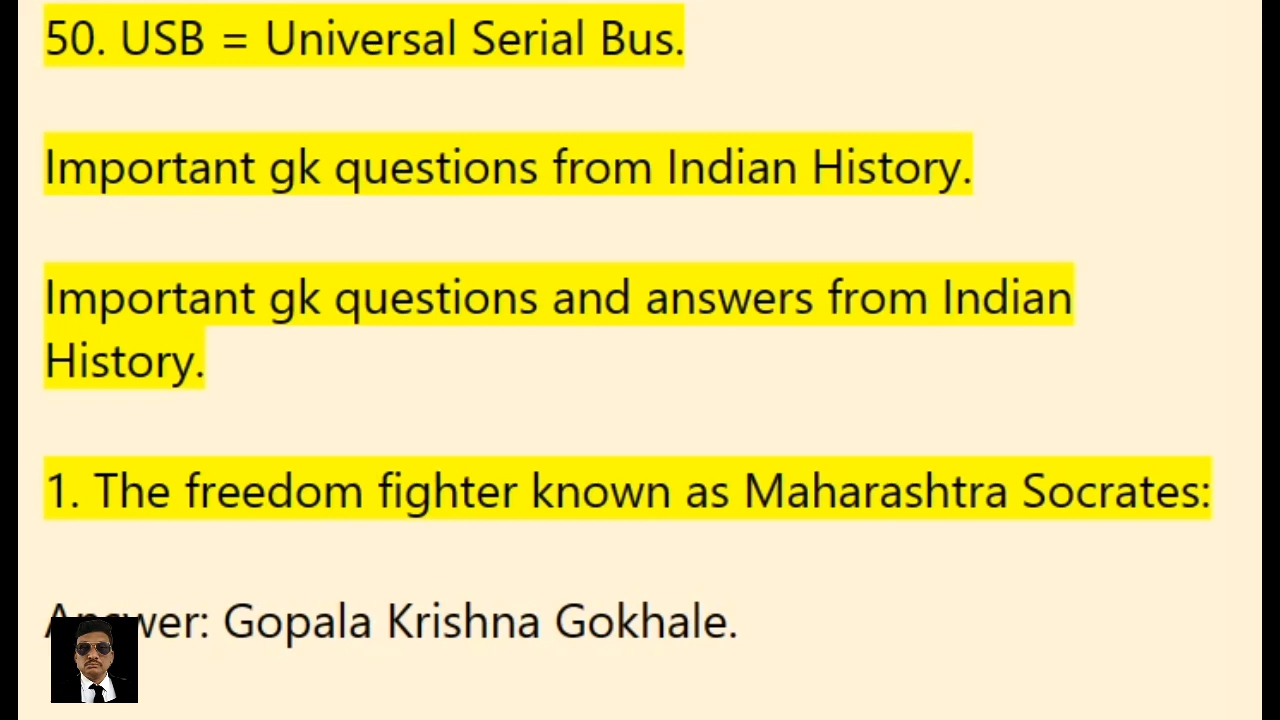 50. USB = Universal Serial Bus.
Important gk questions from Indian History.
Important gk questions and answers from Indian
History.
1. The freedom fighter known as Maharashtra Socrates:
Answer: Gopala Krishna Gokhale.